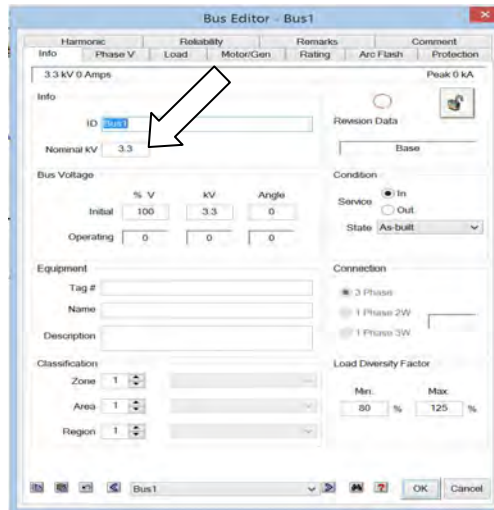 Bus Editor - Bus1
Harmonic Reliability Remarks Comment
Info Phase V Load Motor/Gen Rating Arc Flash Protection
3.3 kV 0 Amps Peak 0 kA
Info
ID Bus1
Revision Data
Nominal kV 3.3
Base
Bus Voltage
Condition
% V kV Angle
Service In
Out
Initial 100 3.3 0
State As-built
Operating 0 0 0
Equipment
Connection
Tag #
3 Phase
Name
1 Phase 2W
Description
1 Phase 3W
Classification
Load Diversity Factor
Zone 1
Min. Max.
Area 1
80 % 125 %
Region 1
Bus1
? OK Cancel